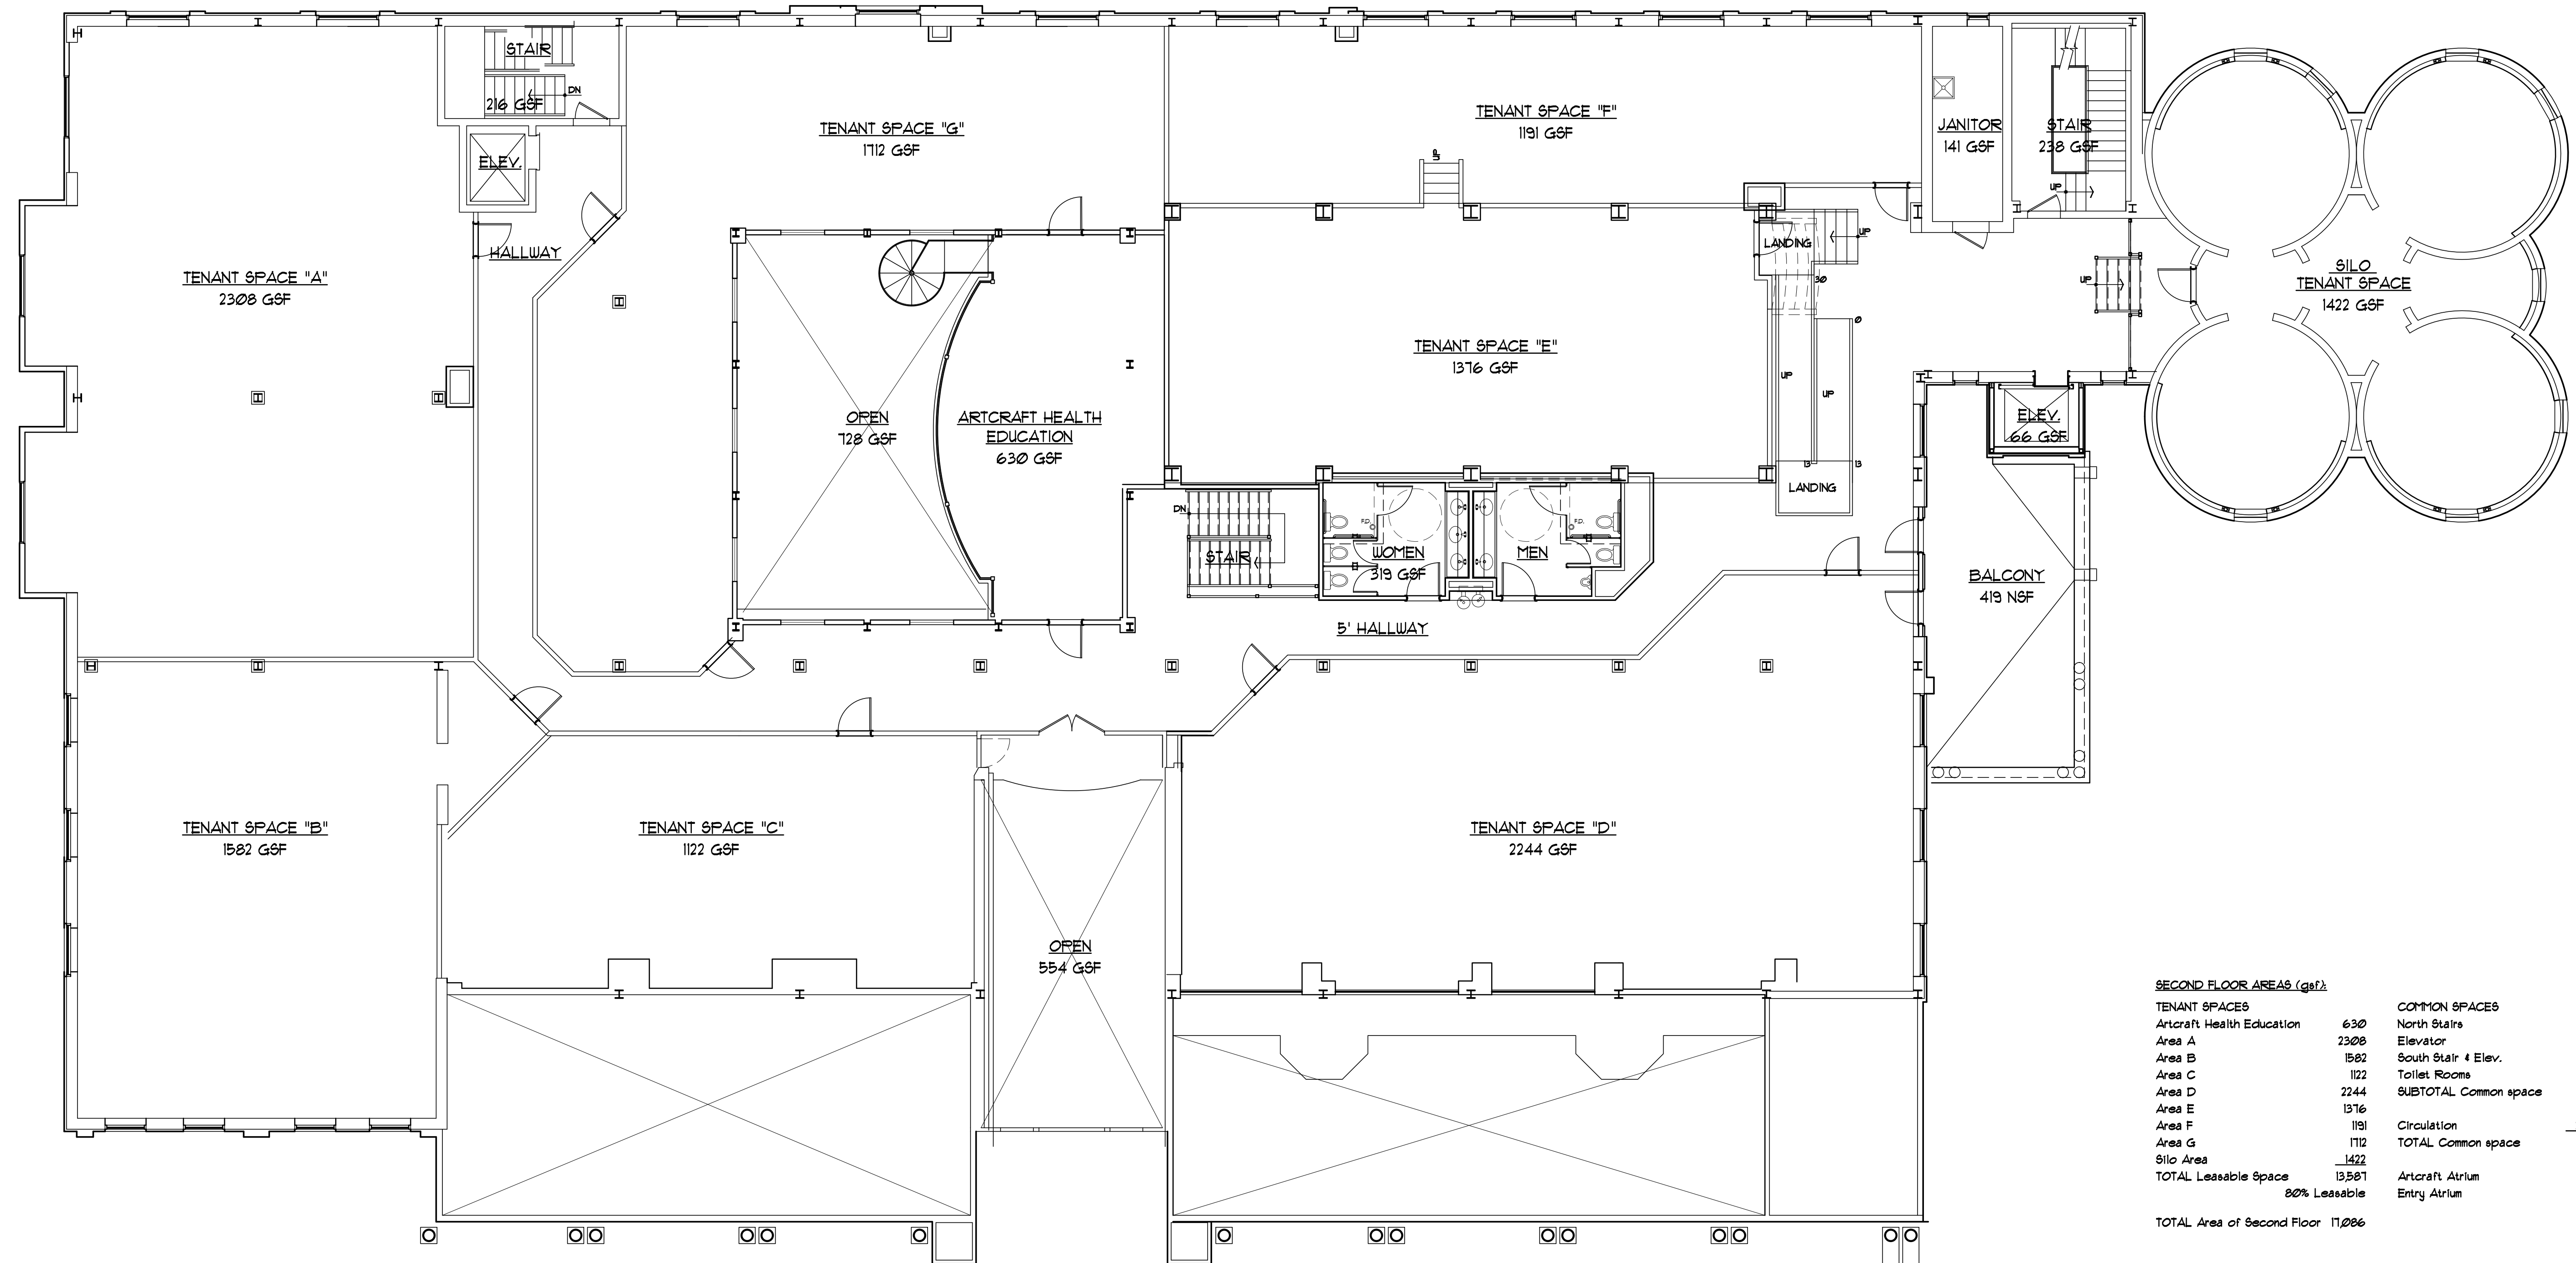 STAIR
216 GSF
DN
ELEV.
HALLWAY
TENANT SPACE "A"
2308 GSF
TENANT SPACE "G"
1712 GSF
TENANT SPACE "F"
1191 GSF
UP
JANITOR
141 GSF
STAIR
238 GSF
UP
LANDING
UP
30
0
UP
UP
13
13
LANDING
UP
SILO
TENANT SPACE
1422 GSF
TENANT SPACE "E"
1376 GSF
OPEN
728 GSF
ARTCRAFT HEALTH
EDUCATION
630 GSF
ELEV.
66 GSF
DN
STAIR
F.D.
WOMEN
319 GSF
F.D.
MEN
BALCONY
419 NSF
5' HALLWAY
TENANT SPACE "B"
1582 GSF
TENANT SPACE "C"
1122 GSF
TENANT SPACE "D"
2244 GSF
OPEN
554 GSF
SECOND FLOOR AREAS (gsf):
TENANT SPACES COMMON SPACES
Artcraft Health Education 630 North Stairs
Area A 2308 Elevator
Area B 1582 South Stair & Elev.
Area C 1122 Toilet Rooms
Area D 2244 SUBTOTAL Common space
Area E 1376
Area F 1191 Circulation
Area G 1712 TOTAL Common space
Silo Area 1422
TOTAL Leasable Space 13,587 Artcraft Atrium
80% Leasable Entry Atrium
TOTAL Area of Second Floor 17,086